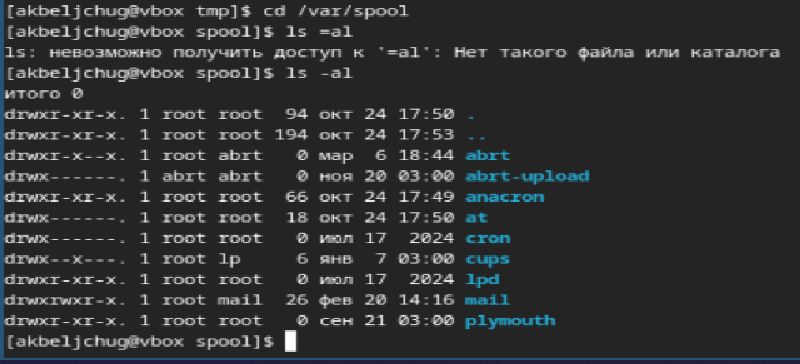 [akbeljchug@vbox tmp]$ cd /var/spool
[akbeljchug@vbox spool]$ ls =al
ls: невозможно получить доступ к '=al': Нет такого файла или каталога
[akbeljchug@vbox spool]$ ls -al
итого 0
drwxr-xr-x. 1 root root  94 окт 24 17:50 .
drwxr-xr-x. 1 root root 194 окт 24 17:53 ..
drwxr-x--x. 1 root abrt   0 мар  6 18:44 abrt
drwx------. 1 abrt abrt   0 ноя 20 03:00 abrt-upload
drwxr-xr-x. 1 root root  66 окт 24 17:49 anacron
drwx------. 1 root root  18 окт 24 17:50 at
drwx------. 1 root root   0 июл 17  2024 cron
drwx--x---. 1 root lp     6 янв  7 03:00 cups
drwxr-xr-x. 1 root root   0 июл 17  2024 lpd
drwxrwxr-x. 1 root mail  26 фев 20 14:16 mail
drwxr-xr-x. 1 root root   0 сен 21 03:00 plymouth
[akbeljchug@vbox spool]$